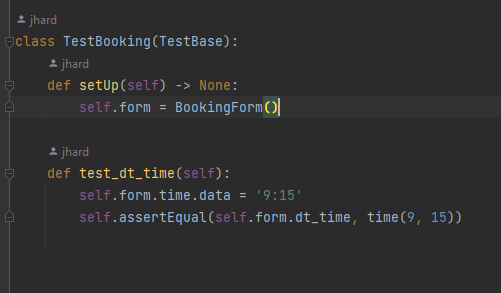 jhard
class TestBooking(TestBase):
jhard
def setUp(self) -> None:
self.form = BookingForm()
jhard
def test_dt_time(self):
self.form.time.data = '9:15'
self.assertEqual(self.form.dt_time, time(9, 15))